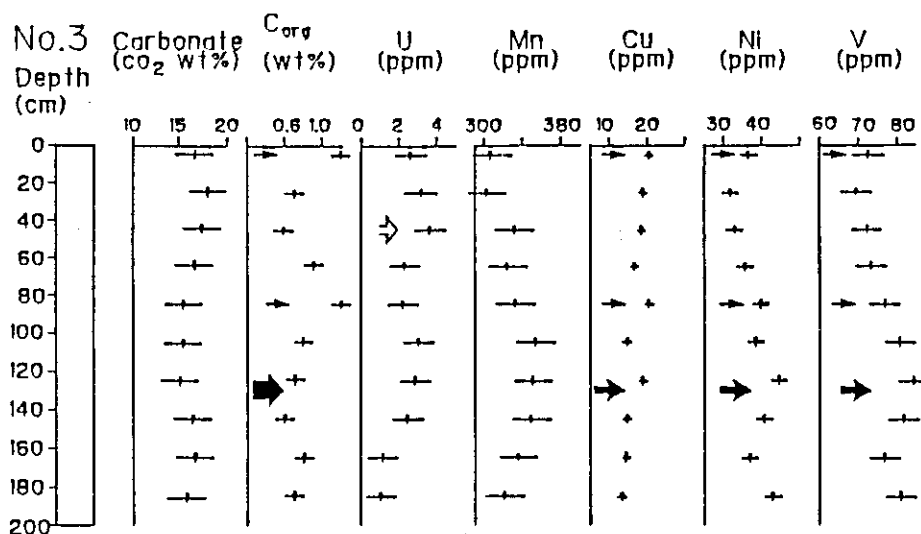 No.3
Depth
(cm)
Carbonate
(co2 wt%)
Corg
(wt%)
U
(ppm)
Mn
(ppm)
Cu
(ppm)
Ni
(ppm)
V
(ppm)
10 15 20
0.6 1.0
0 2 4
300 380
10 20
30 40
60 70 80
0
20
40
60
80
100
120
140
160
180
200